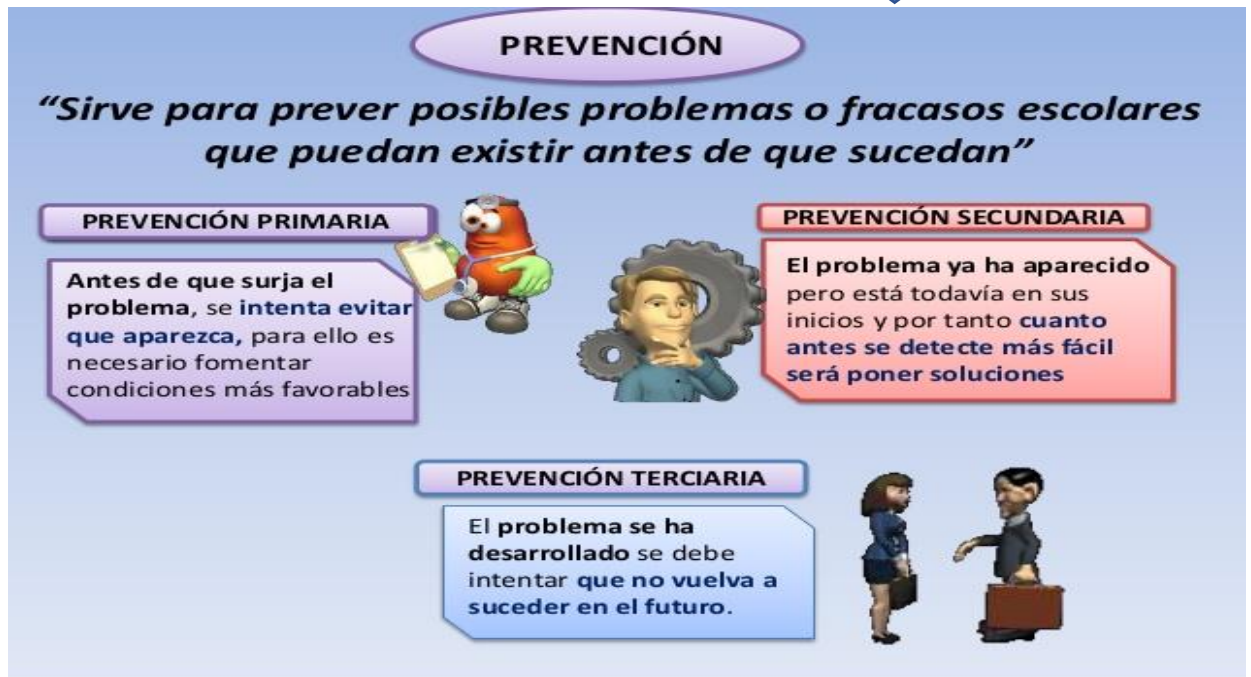 PREVENCIÓN
“Sirve para prever posibles problemas o fracasos escolares
que puedan existir antes de que sucedan”
PREVENCIÓN PRIMARIA
Antes de que surja el
problema, se intenta evitar
que aparezca, para ello es
necesario fomentar
condiciones más favorables
PREVENCIÓN SECUNDARIA
El problema ya ha aparecido
pero está todavía en sus
inicios y por tanto cuanto
antes se detecte más fácil
será poner soluciones
PREVENCIÓN TERCIARIA
El problema se ha
desarrollado se debe
intentar que no vuelva a
suceder en el futuro.